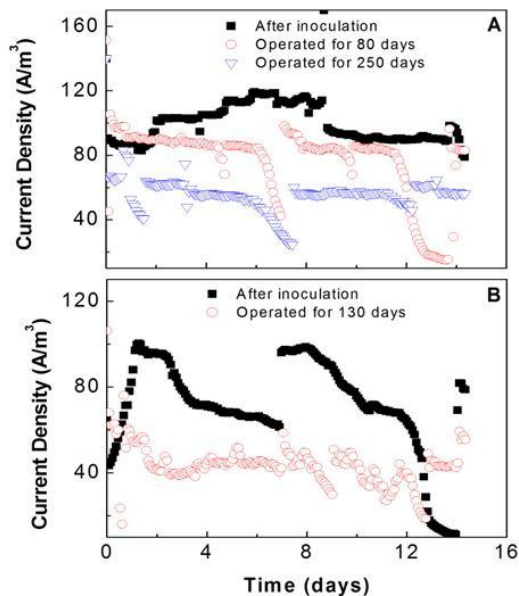 A
After inoculation
Operated for 80 days
Operated for 250 days
Current Density (A/m³)
160
120
80
40
B
After inoculation
Operated for 130 days
Current Density (A/m³)
120
80
40
0 4 8 12 16
Time (days)